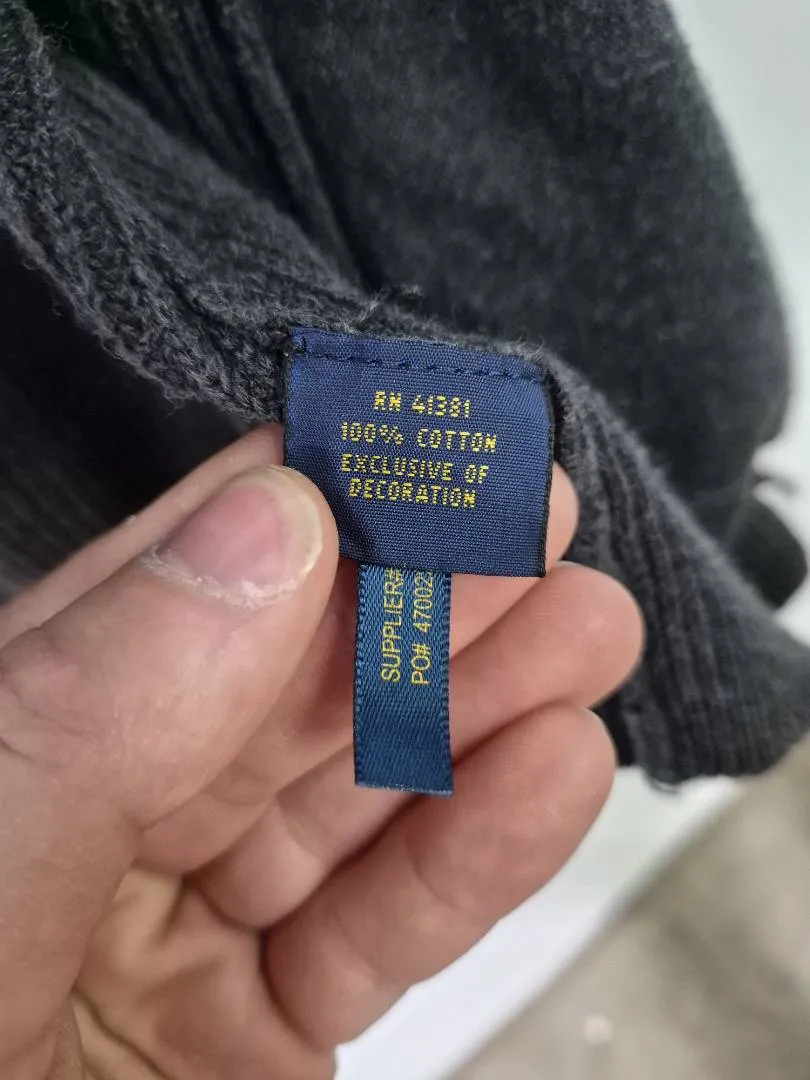 RN 41381
100% COTTON
EXCLUSIVE OF
DECORATION
SUPPLIER#
PO# 47002